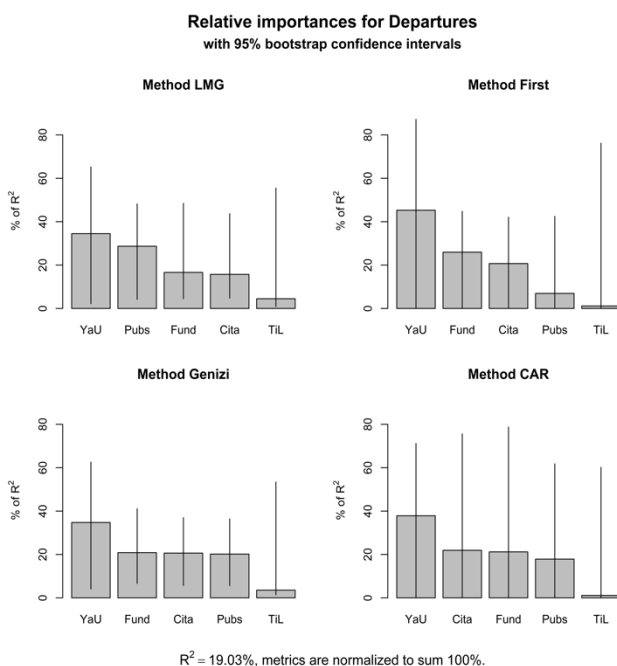 Relative importances for Departures
with 95% bootstrap confidence intervals
Method LMG
% of R²
0 20 40 60 80
YaU Pubs Fund Cita TiL
Method First
% of R²
0 20 40 60 80
YaU Fund Cita Pubs TiL
Method Genizi
% of R²
0 20 40 60 80
YaU Fund Cita Pubs TiL
Method CAR
% of R²
0 20 40 60 80
YaU Cita Fund Pubs TiL
R² = 19.03%, metrics are normalized to sum 100%.